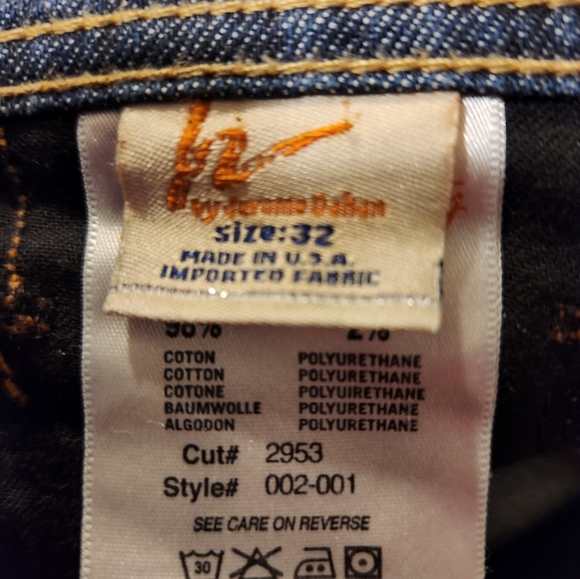 by Jerome Dahan
size:32
MADE IN U.S.A.
IMPORTED FABRIC
98% 2%
COTON POLYURETHANE
COTTON POLYURETHANE
COTONE POLYUIRETHANE
BAUMWOLLE POLYURETHANE
ALGODON POLYURETHANE
Cut# 2953
Style# 002-001
SEE CARE ON REVERSE
30